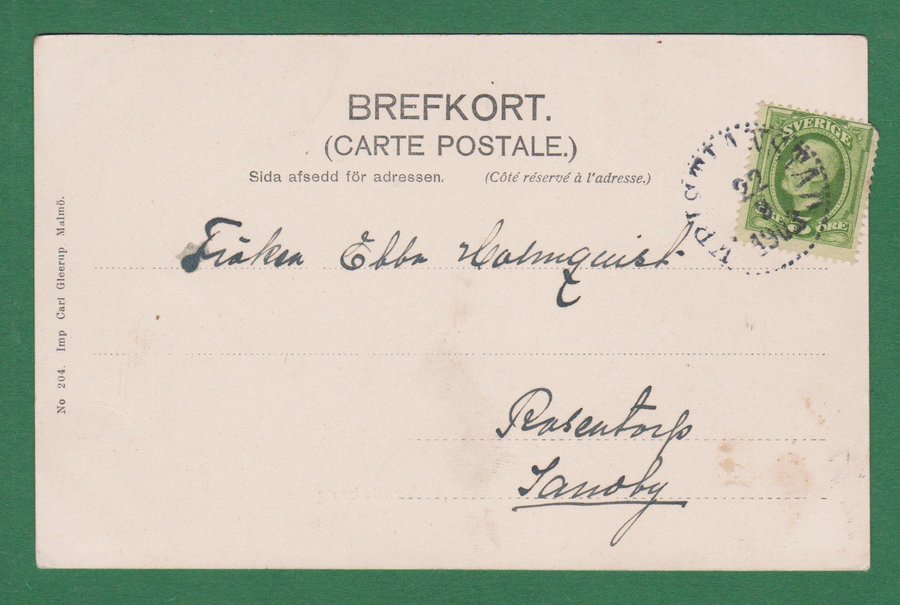 BREFKORT.
(CARTE POSTALE.)
Sida afsedd för adressen. (Côté réservé à l'adresse.)
SVERIGE
ÖRE
1903
Fröken Ebba Holmquist
Rosentorp
Sandby
No 204. Imp Carl Gleerup Malmö.